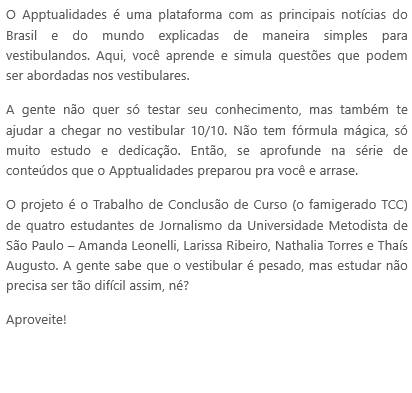 O Apptualidades é uma plataforma com as principais notícias do
Brasil e do mundo explicadas de maneira simples para
vestibulandos. Aqui, você aprende e simula questões que podem
ser abordadas nos vestibulares.
A gente não quer só testar seu conhecimento, mas também te
ajudar a chegar no vestibular 10/10. Não tem fórmula mágica, só
muito estudo e dedicação. Então, se aprofunde na série de
conteúdos que o Apptualidades preparou pra você e arrase.
O projeto é o Trabalho de Conclusão de Curso (o famigerado TCC)
de quatro estudantes de Jornalismo da Universidade Metodista de
São Paulo – Amanda Leonelli, Larissa Ribeiro, Nathalia Torres e Thaís
Augusto. A gente sabe que o vestibular é pesado, mas estudar não
precisa ser tão difícil assim, né?
Aproveite!